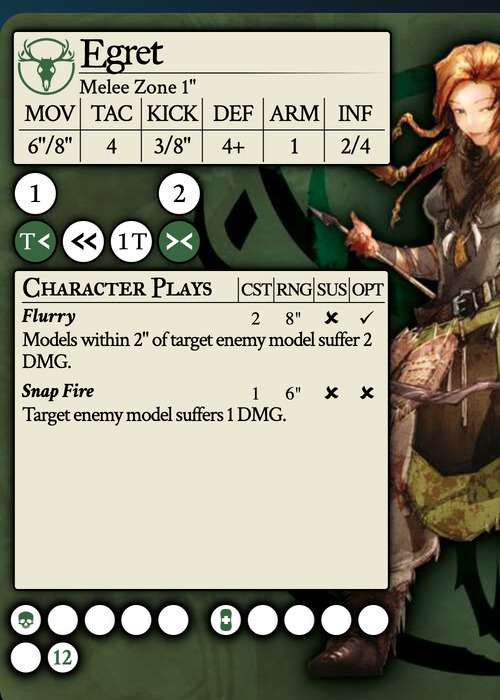 Egret
Melee Zone 1"
MOV TAC KICK DEF ARM INF
6"/8" 4 3/8" 4+ 1 2/4
1 2
T< << 1T ><
CHARACTER PLAYS CST RNG SUS OPT
Flurry 2 8" ✘ ✓
Models within 2" of target enemy model suffer 2
DMG.
Snap Fire 1 6" ✘ ✘
Target enemy model suffers 1 DMG.
12